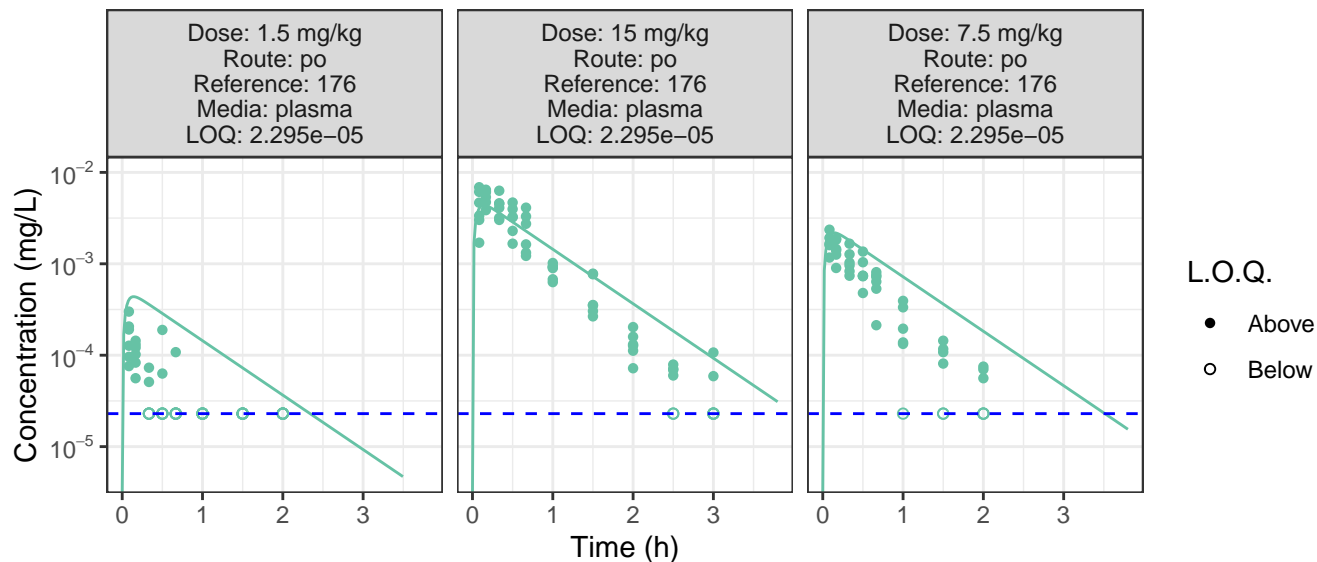 Dose: 1.5 mg/kg
Route: po
Reference: 176
Media: plasma
LOQ: 2.295e−05
Dose: 15 mg/kg
Route: po
Reference: 176
Media: plasma
LOQ: 2.295e−05
Dose: 7.5 mg/kg
Route: po
Reference: 176
Media: plasma
LOQ: 2.295e−05
Concentration (mg/L)
10⁻²
10⁻³
10⁻⁴
10⁻⁵
0 1 2 3
0 1 2 3
0 1 2 3
Time (h)
L.O.Q.
Above
Below